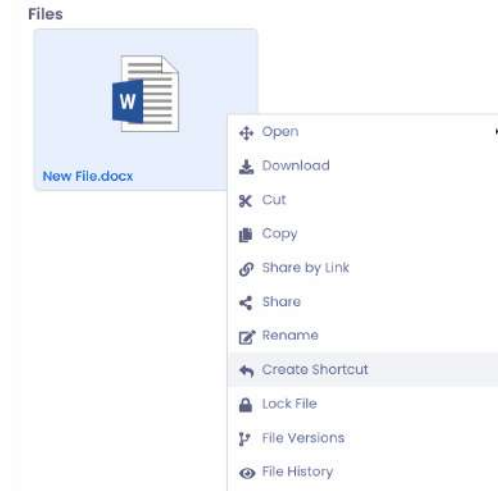 Files
W
New File.docx
Open
Download
Cut
Copy
Share by Link
Share
Rename
Create Shortcut
Lock File
File Versions
File History